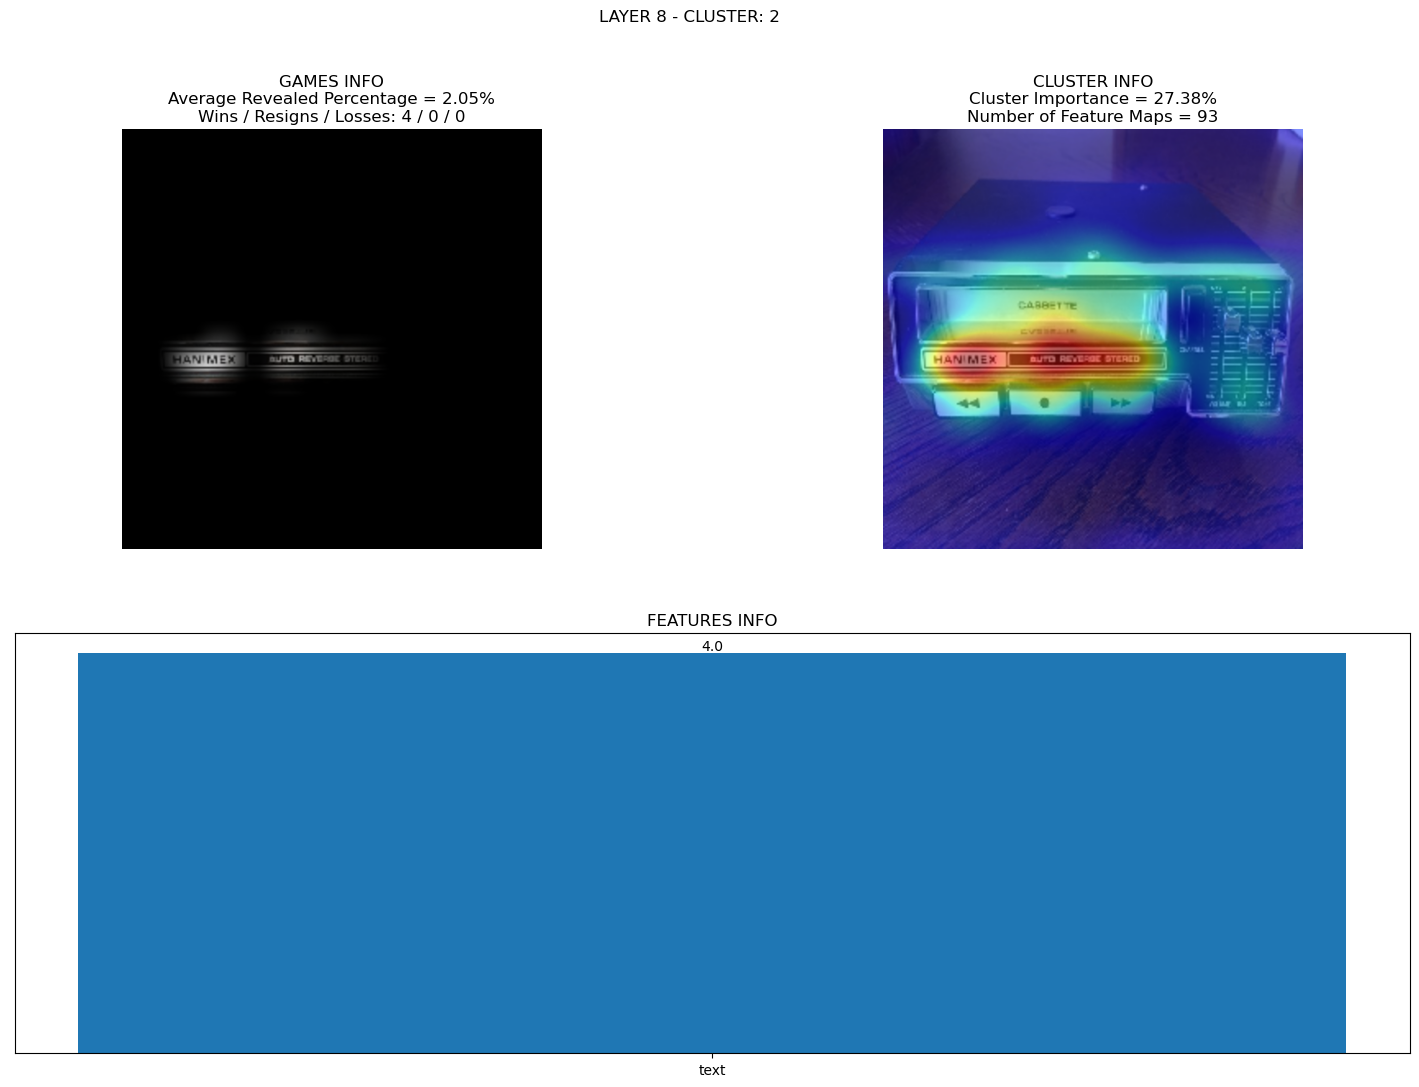 LAYER 8 - CLUSTER: 2
GAMES INFO
Average Revealed Percentage = 2.05%
Wins / Resigns / Losses: 4 / 0 / 0
HANIMEX AUTO REVERSE STEREO
CLUSTER INFO
Cluster Importance = 27.38%
Number of Feature Maps = 93
CASSETTE
HANIMEX AUTO REVERSE STEREO
FEATURES INFO
4.0
text